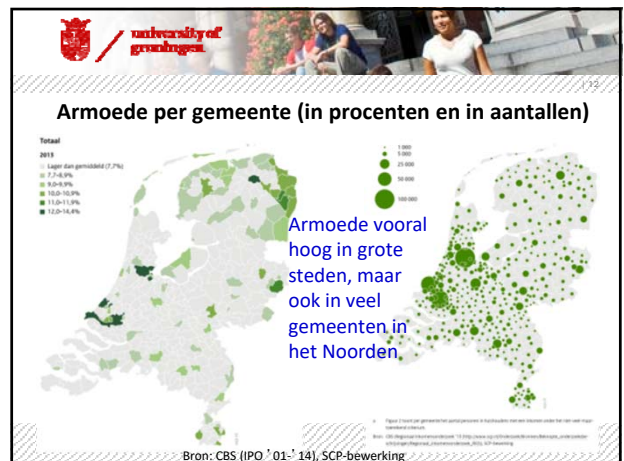 university of
groningen
| 12
Armoede per gemeente (in procenten en in aantallen)
Totaal
2013
Lager dan gemiddeld (7,7%)
7,7-8,9%
9,0-9,9%
10,0-10,9%
11,0-11,9%
12,0-14,4%
1 000
5 000
25 000
50 000
100 000
Armoede vooral
hoog in grote
steden, maar
ook in veel
gemeenten in
het Noorden
Bron: CBS (IPO '01-'14), SCP-bewerking